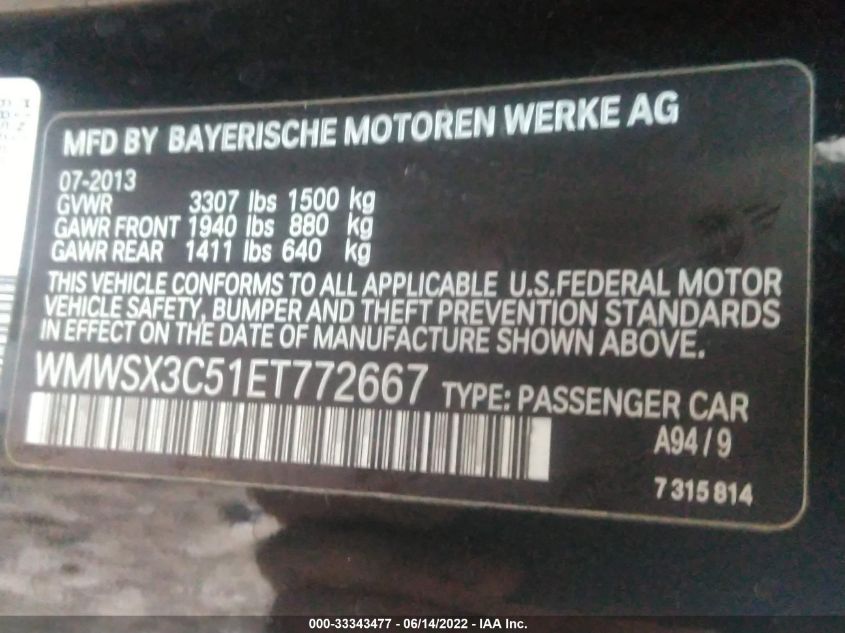 MFD BY BAYERISCHE MOTOREN WERKE AG
07-2013
GVWR 3307 lbs 1500 kg
GAWR FRONT 1940 lbs 880 kg
GAWR REAR 1411 lbs 640 kg
THIS VEHICLE CONFORMS TO ALL APPLICABLE U.S.FEDERAL MOTOR
VEHICLE SAFETY, BUMPER AND THEFT PREVENTION STANDARDS
IN EFFECT ON THE DATE OF MANUFACTURE SHOWN ABOVE.
WMWSX3C51ET772667 TYPE: PASSENGER CAR
A94 / 9
7 315 814
000-33343477 - 06/14/2022 - IAA Inc.